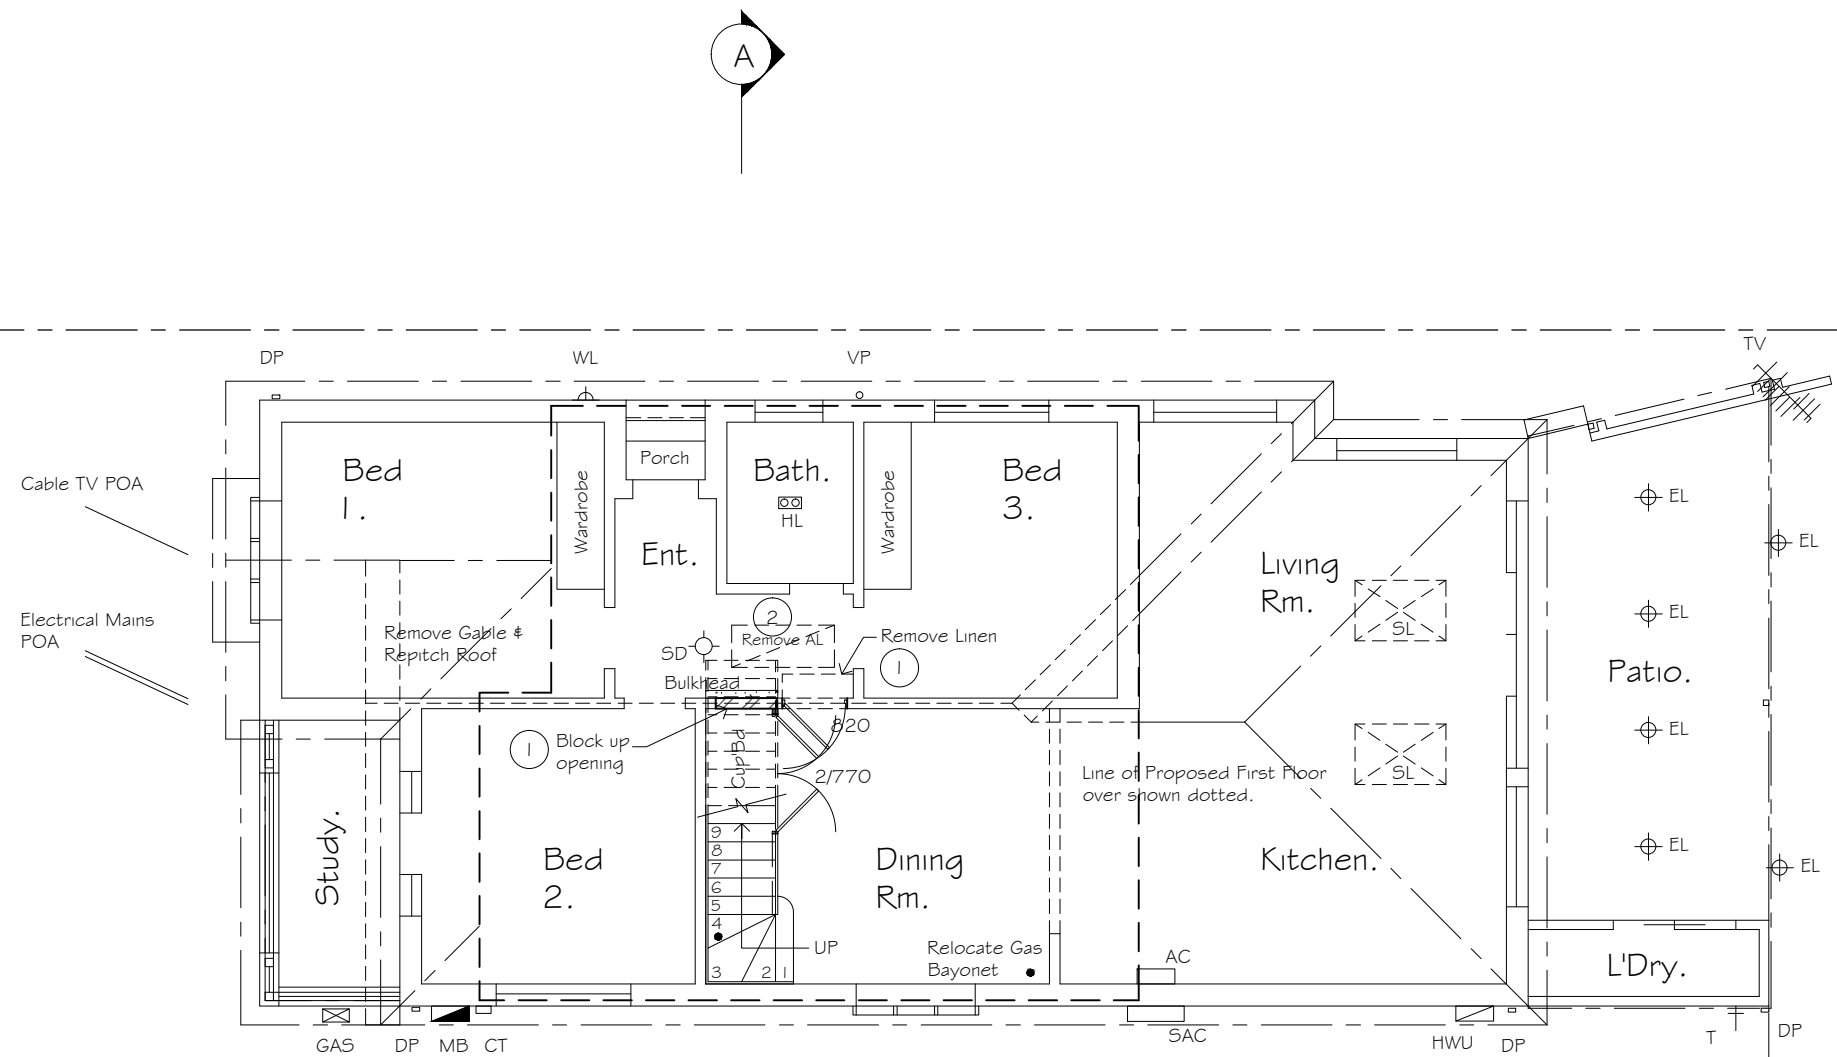 A
TV
DP
WL
VP
Bed
1.
Wardrobe
Porch
Bath.
HL
Wardrobe
Bed
3.
Cable TV POA
Ent.
Living
Rm.
SL
EL
EL
EL
EL
EL
EL
Electrical Mains
POA
Remove Gable &
Repitch Roof
2
Remove AL
Remove Linen
1
SD
Bulkhead
Patio.
820
1
Block up
opening
Cup'Bd
2/770
Line of Proposed First Floor
over shown dotted.
SL
Study.
Bed
2.
9
8
7
6
5
4
3
2
1
UP
Dining
Rm.
Kitchen.
Relocate Gas
Bayonet
AC
L'Dry.
GAS
DP
MB
CT
SAC
HWU
DP
T
DP